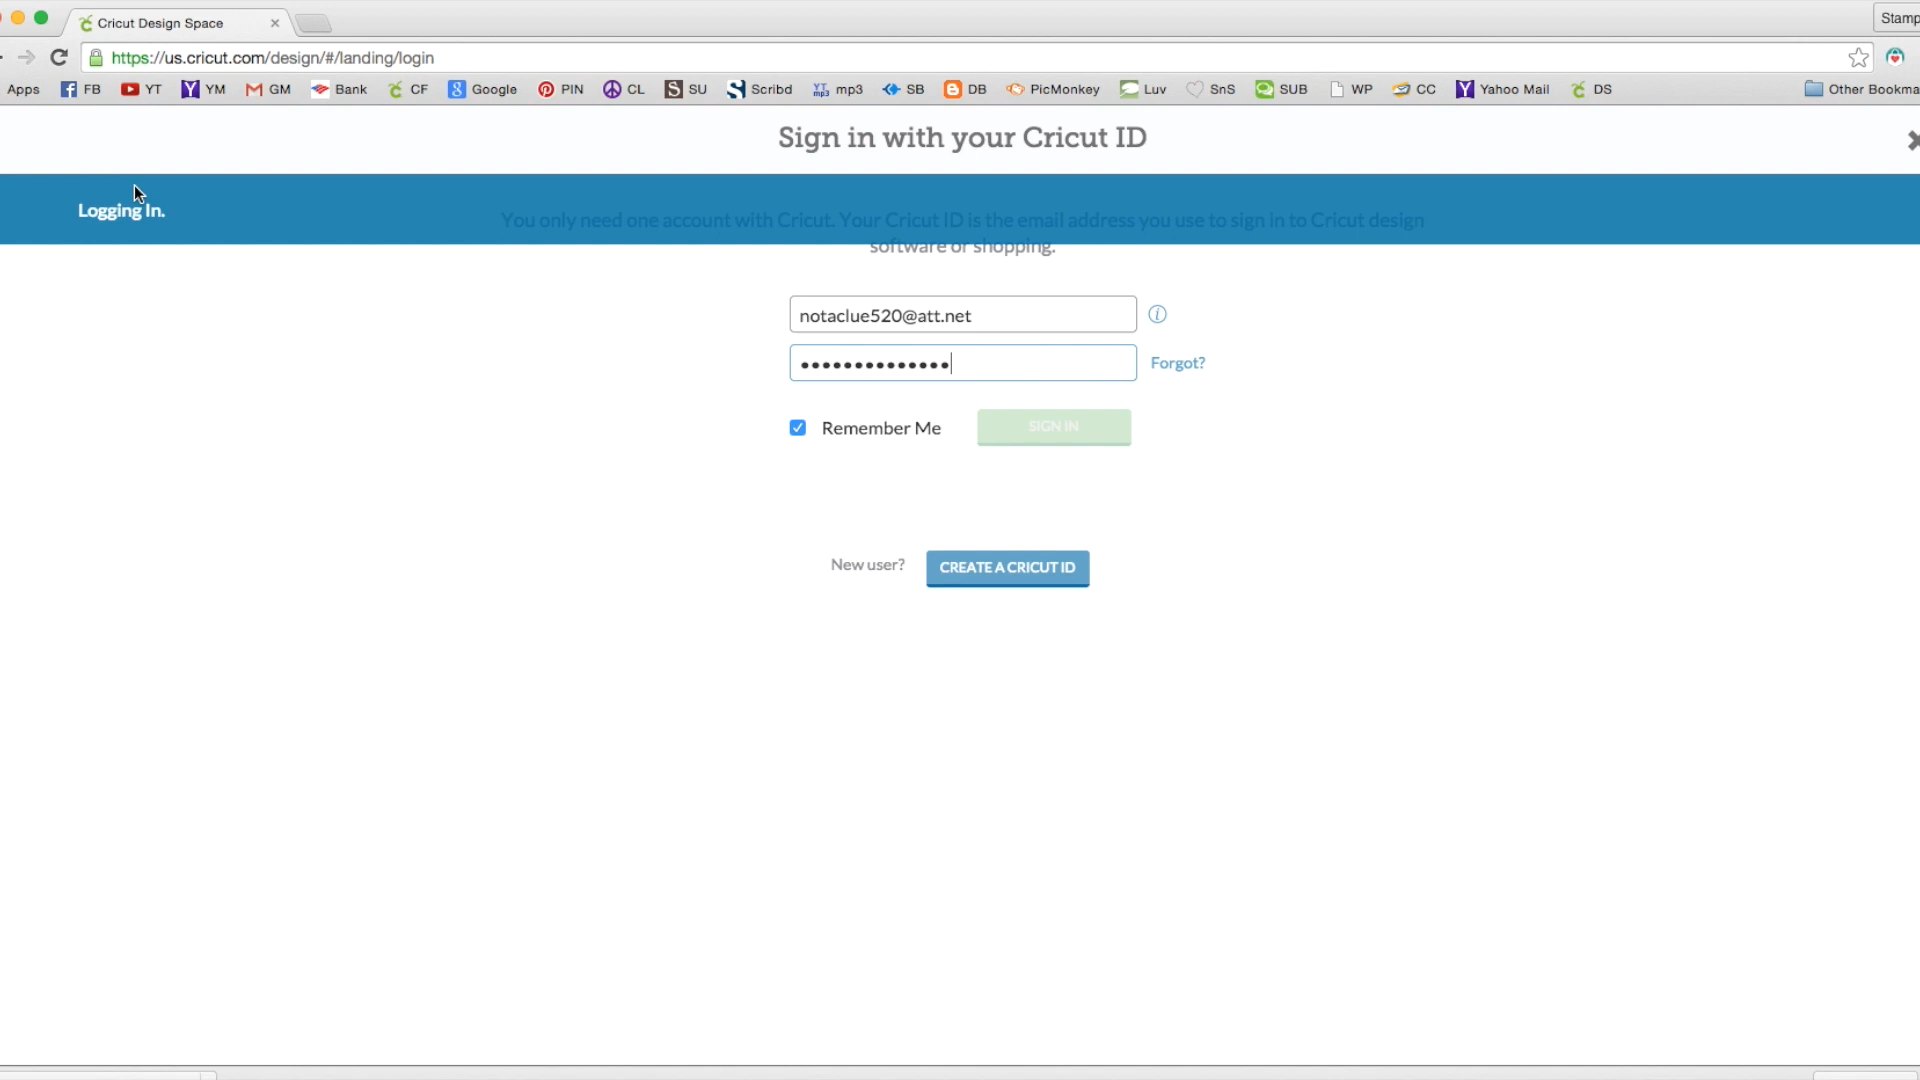 Cricut Design Space
Stamp
https://us.cricut.com/design/#/landing/login
Apps FB YT YM GM Bank CF Google PIN CL SU Scribd mp3 SB DB PicMonkey Luv SnS SUB WP CC Yahoo Mail DS Other Bookma
Sign in with your Cricut ID
Logging In.
You only need one account with Cricut. Your Cricut ID is the email address you use to sign in to Cricut design
software or shopping.
notaclue520@att.net
Forgot?
Remember Me SIGN IN
New user? CREATE A CRICUT ID